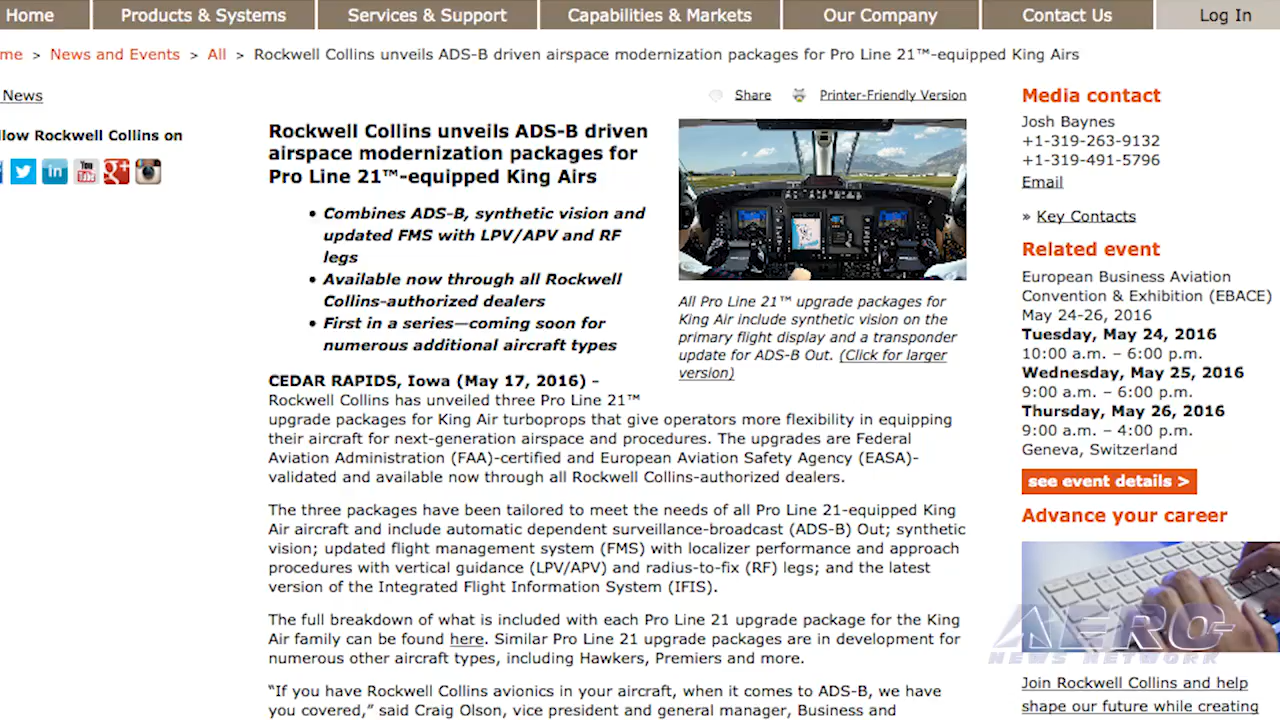 Home
Products & Systems
Services & Support
Capabilities & Markets
Our Company
Contact Us
Log In
me > News and Events > All > Rockwell Collins unveils ADS-B driven airspace modernization packages for Pro Line 21™-equipped King Airs
News
llow Rockwell Collins on
in
You
Tube
g+
Share
Printer-Friendly Version
Rockwell Collins unveils ADS-B driven
airspace modernization packages for
Pro Line 21™-equipped King Airs
• Combines ADS-B, synthetic vision and
updated FMS with LPV/APV and RF
legs
• Available now through all Rockwell
Collins-authorized dealers
• First in a series—coming soon for
numerous additional aircraft types
All Pro Line 21™ upgrade packages for
King Air include synthetic vision on the
primary flight display and a transponder
update for ADS-B Out. (Click for larger
version)
CEDAR RAPIDS, Iowa (May 17, 2016) –
Rockwell Collins has unveiled three Pro Line 21™
upgrade packages for King Air turboprops that give operators more flexibility in equipping
their aircraft for next-generation airspace and procedures. The upgrades are Federal
Aviation Administration (FAA)-certified and European Aviation Safety Agency (EASA)-
validated and available now through all Rockwell Collins-authorized dealers.
The three packages have been tailored to meet the needs of all Pro Line 21-equipped King
Air aircraft and include automatic dependent surveillance-broadcast (ADS-B) Out; synthetic
vision; updated flight management system (FMS) with localizer performance and approach
procedures with vertical guidance (LPV/APV) and radius-to-fix (RF) legs; and the latest
version of the Integrated Flight Information System (IFIS).
The full breakdown of what is included with each Pro Line 21 upgrade package for the King
Air family can be found here. Similar Pro Line 21 upgrade packages are in development for
numerous other aircraft types, including Hawkers, Premiers and more.
“If you have Rockwell Collins avionics in your aircraft, when it comes to ADS-B, we have
you covered,” said Craig Olson, vice president and general manager, Business and
Media contact
Josh Baynes
+1-319-263-9132
+1-319-491-5796
Email
» Key Contacts
Related event
European Business Aviation
Convention & Exhibition (EBACE)
May 24-26, 2016
Tuesday, May 24, 2016
10:00 a.m. – 6:00 p.m.
Wednesday, May 25, 2016
9:00 a.m. – 6:00 p.m.
Thursday, May 26, 2016
9:00 a.m. – 4:00 p.m.
Geneva, Switzerland
see event details >
Advance your career
AERO-
NEWS NETWORK
Join Rockwell Collins and help
shape our future while creating